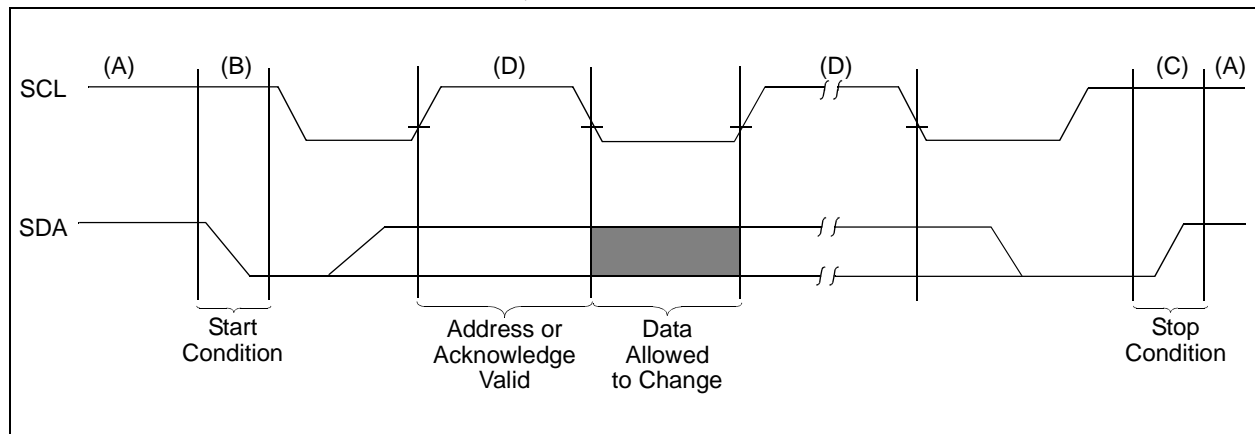 (A) (B) (D) (D) (C) (A)
SCL
SDA
Start
Condition
Address or
Acknowledge
Valid
Data
Allowed
to Change
Stop
Condition